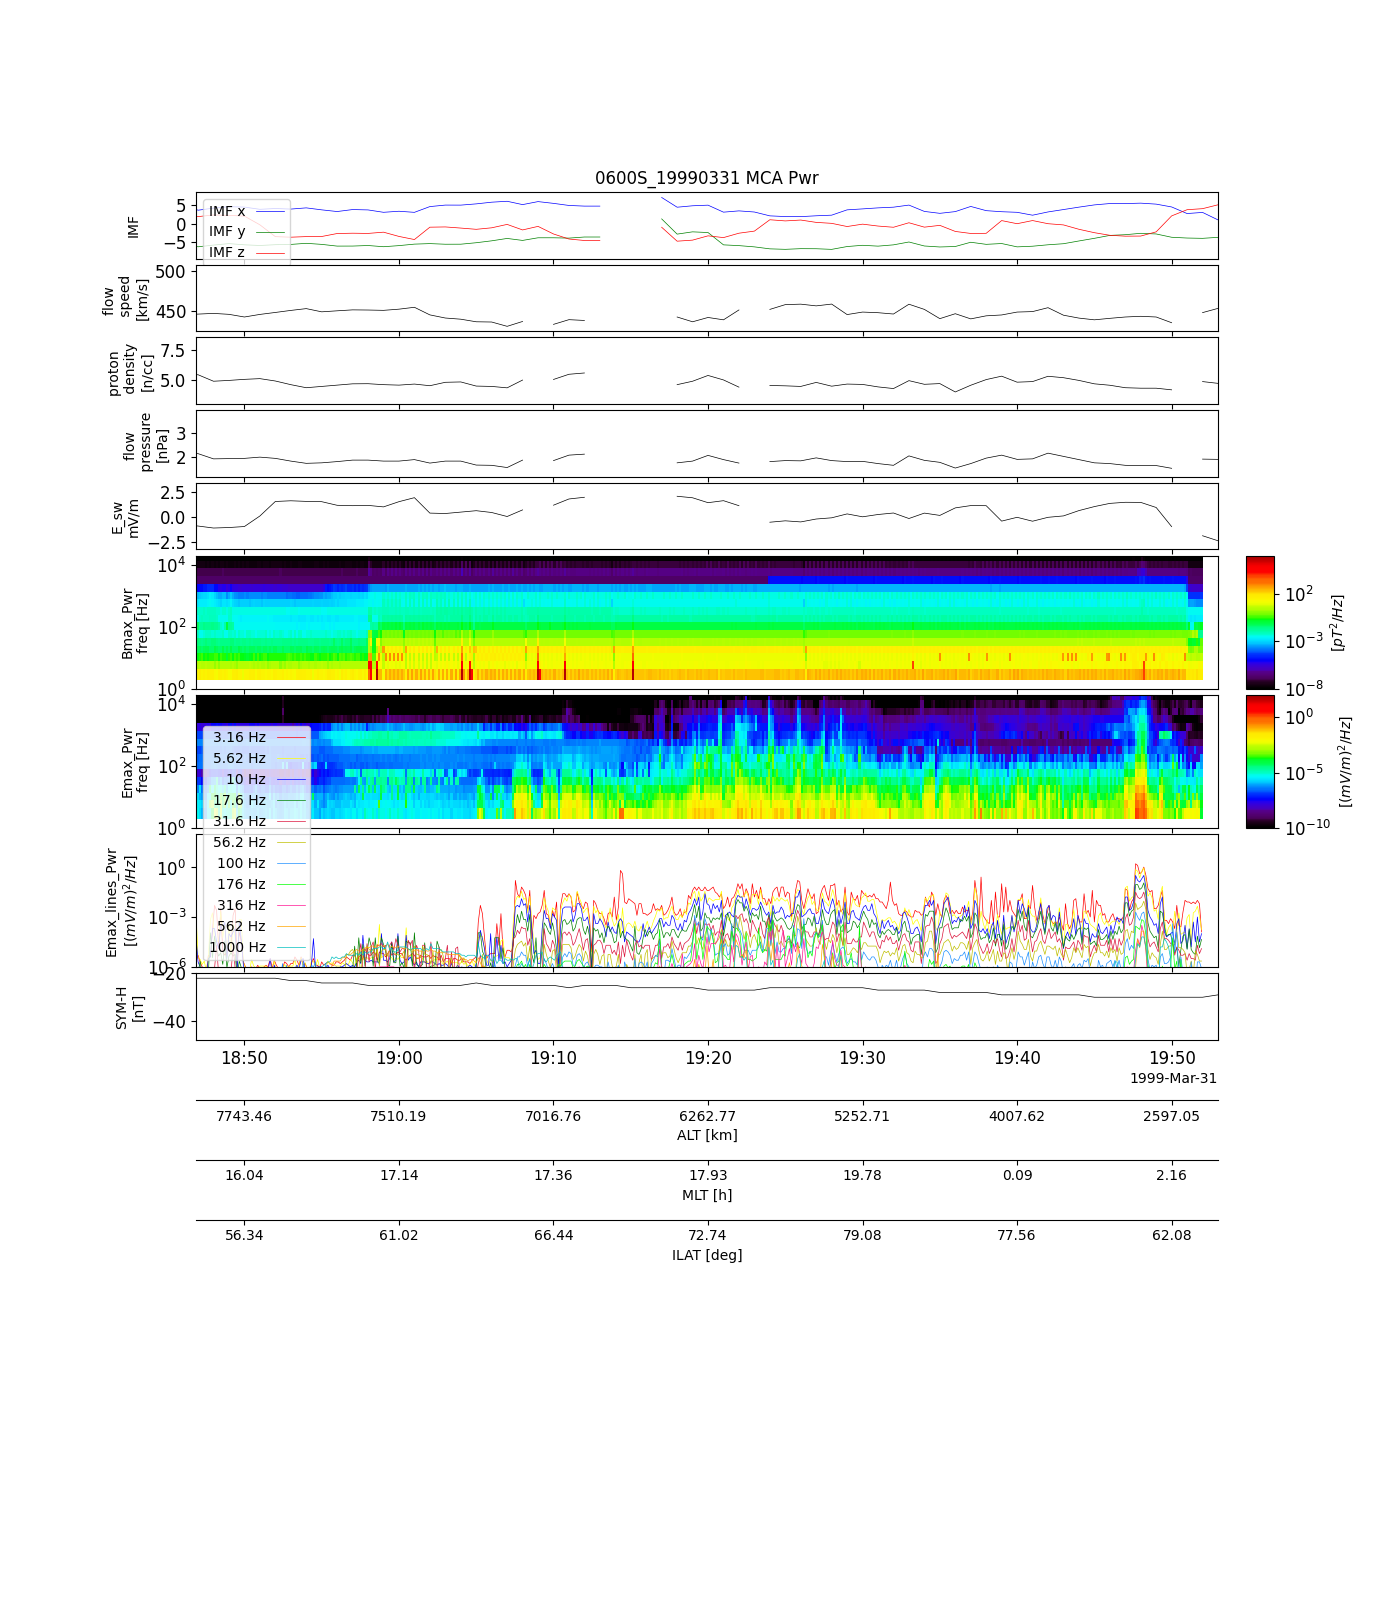 0600S_19990331 MCA Pwr
IMF
5
0
−5
IMF x
IMF y
IMF z
flow
speed
[km/s]
500
450
proton
density
[n/cc]
7.5
5.0
flow
pressure
[nPa]
3
2
E_sw
mV/m
2.5
0.0
−2.5
Bmax_Pwr
freq [Hz]
10^4
10^2
10^0
10^2
10^−3
10^−8
[pT^2/Hz]
Emax_Pwr
freq [Hz]
10^4
10^2
10^0
10^0
10^−5
10^−10
[(mV/m)^2/Hz]
3.16 Hz
5.62 Hz
10 Hz
17.6 Hz
31.6 Hz
56.2 Hz
100 Hz
176 Hz
316 Hz
562 Hz
1000 Hz
Emax_lines_Pwr
[(mV/m)^2/Hz]
10^0
10^−3
10^−6
SYM-H
[nT]
−20
−40
18:50 19:00 19:10 19:20 19:30 19:40 19:50
1999-Mar-31
7743.46 7510.19 7016.76 6262.77 5252.71 4007.62 2597.05
ALT [km]
16.04 17.14 17.36 17.93 19.78 0.09 2.16
MLT [h]
56.34 61.02 66.44 72.74 79.08 77.56 62.08
ILAT [deg]